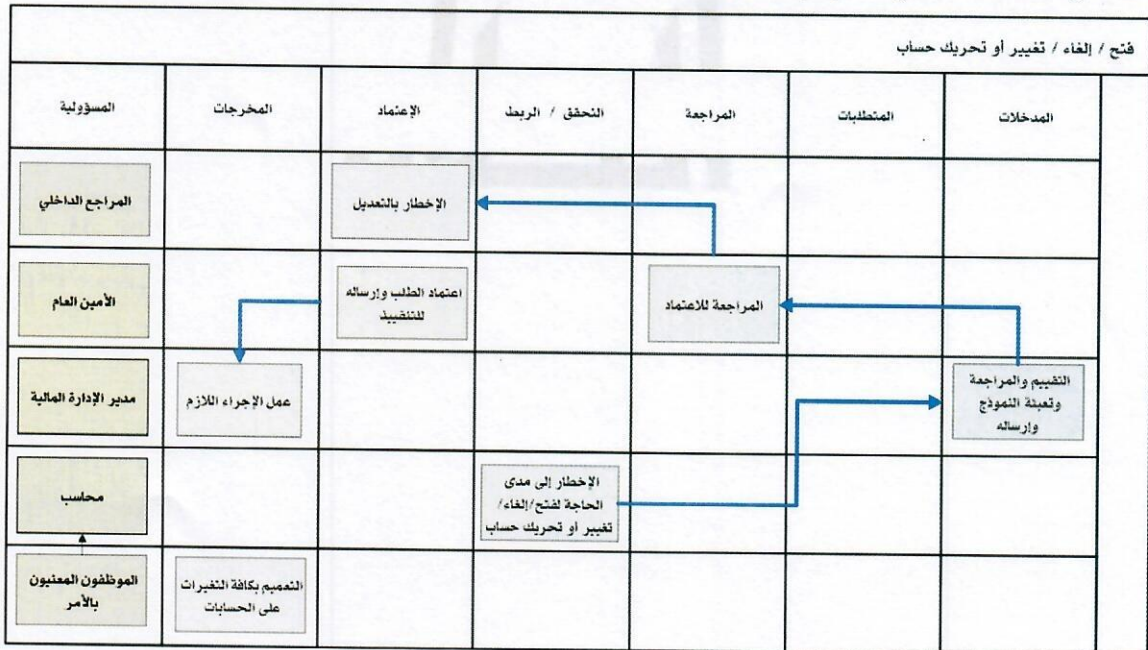 فتح / إلغاء / تغيير أو تحريك حساب
المدخلات
المتطلبات
المراجعة
التحقق / الربط
الإعتماد
المخرجات
المسؤولية
الإخطار بالتعديل
المراجع الداخلي
المراجعة للاعتماد
اعتماد الطلب وإرساله
للتنفيذ
الأمين العام
التقييم والمراجعة
وتعبئة النموذج
وإرساله
عمل الإجراء اللازم
مدير الإدارة المالية
الإخطار إلى مدى
الحاجة لفتح/إلغاء/
تغيير أو تحريك حساب
محاسب
التعميم بكافة التغيرات
على الحسابات
الموظفون المعنيون
بالأمر